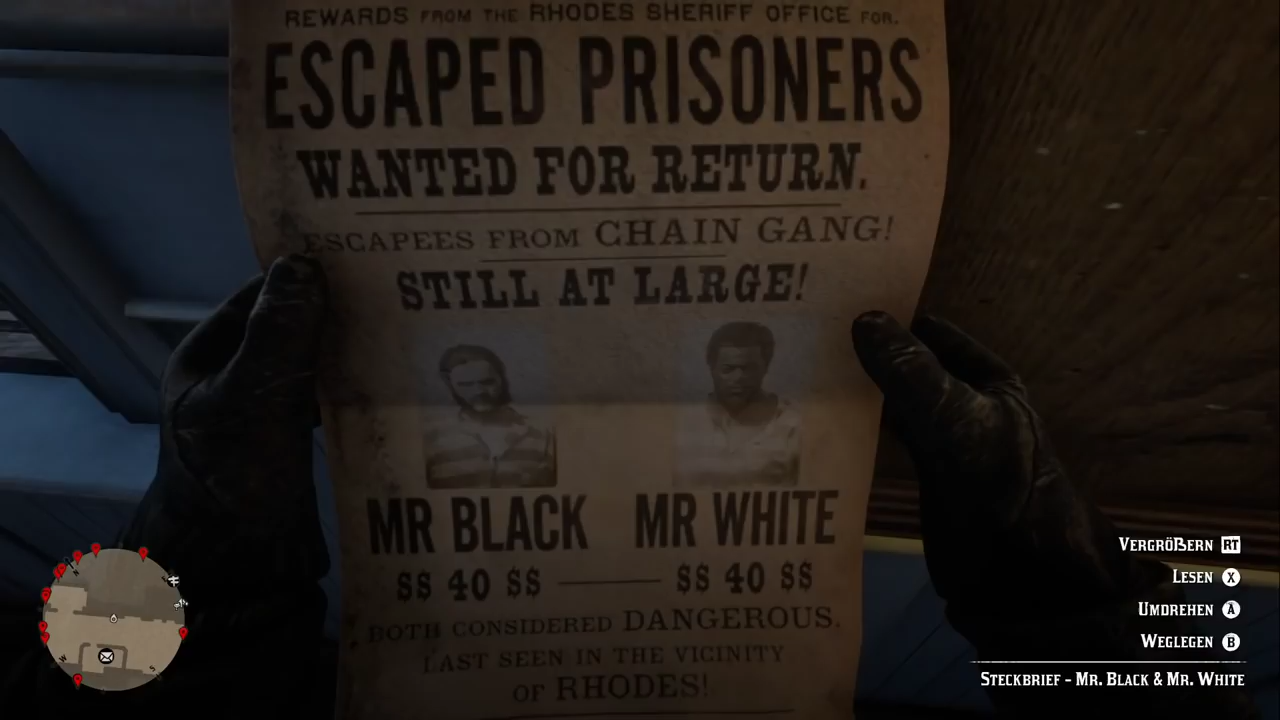 REWARDS FROM THE RHODES SHERIFF OFFICE FOR.
ESCAPED PRISONERS
WANTED FOR RETURN.
ESCAPEES FROM CHAIN GANG!
STILL AT LARGE!
MR BLACK MR WHITE
$$ 40 $$ $$ 40 $$
BOTH CONSIDERED DANGEROUS.
LAST SEEN IN THE VICINITY
OF RHODES!
VERGRÖẞERN RT
LESEN X
UMDREHEN A
WEGLEGEN B
STECKBRIEF - MR. BLACK & MR. WHITE
N
W
S